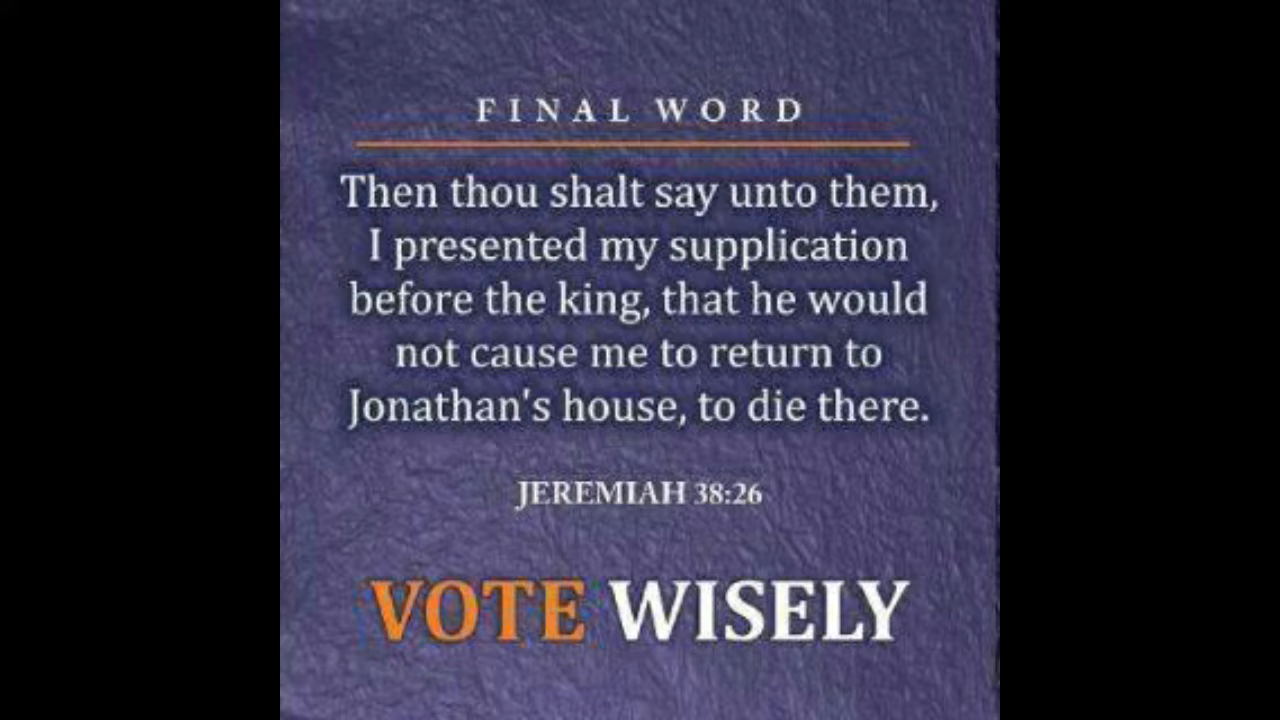 FINAL WORD
Then thou shalt say unto them,
I presented my supplication
before the king, that he would
not cause me to return to
Jonathan's house, to die there.
JEREMIAH 38:26
VOTE WISELY